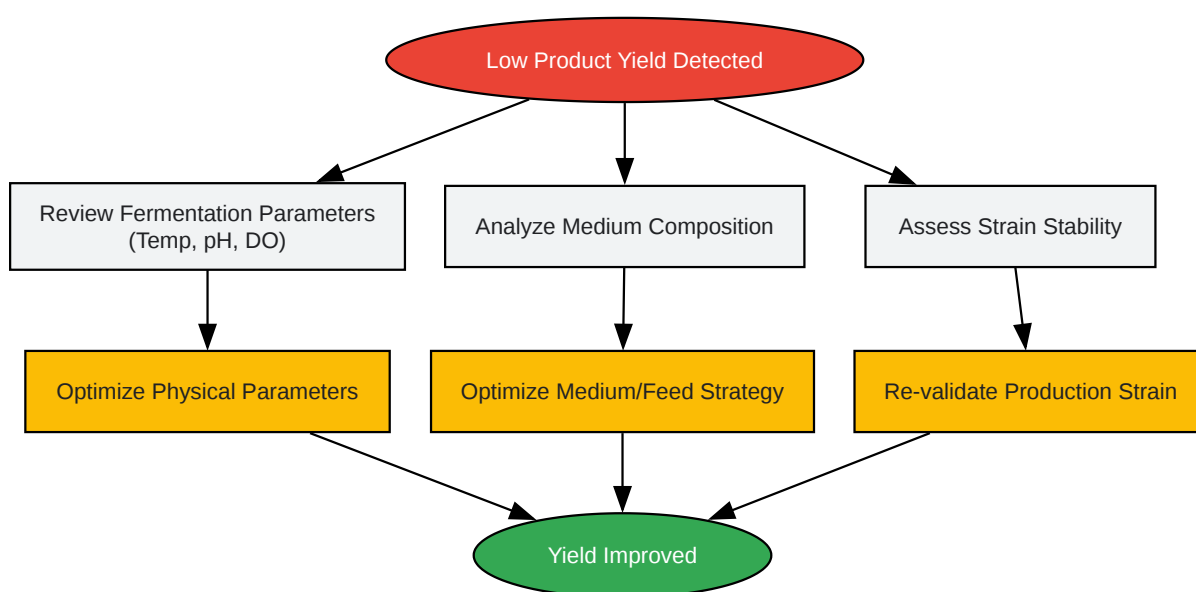 Low Product Yield Detected
Review Fermentation Parameters
(Temp, pH, DO)
Analyze Medium Composition
Assess Strain Stability
Optimize Physical Parameters
Optimize Medium/Feed Strategy
Re-validate Production Strain
Yield Improved